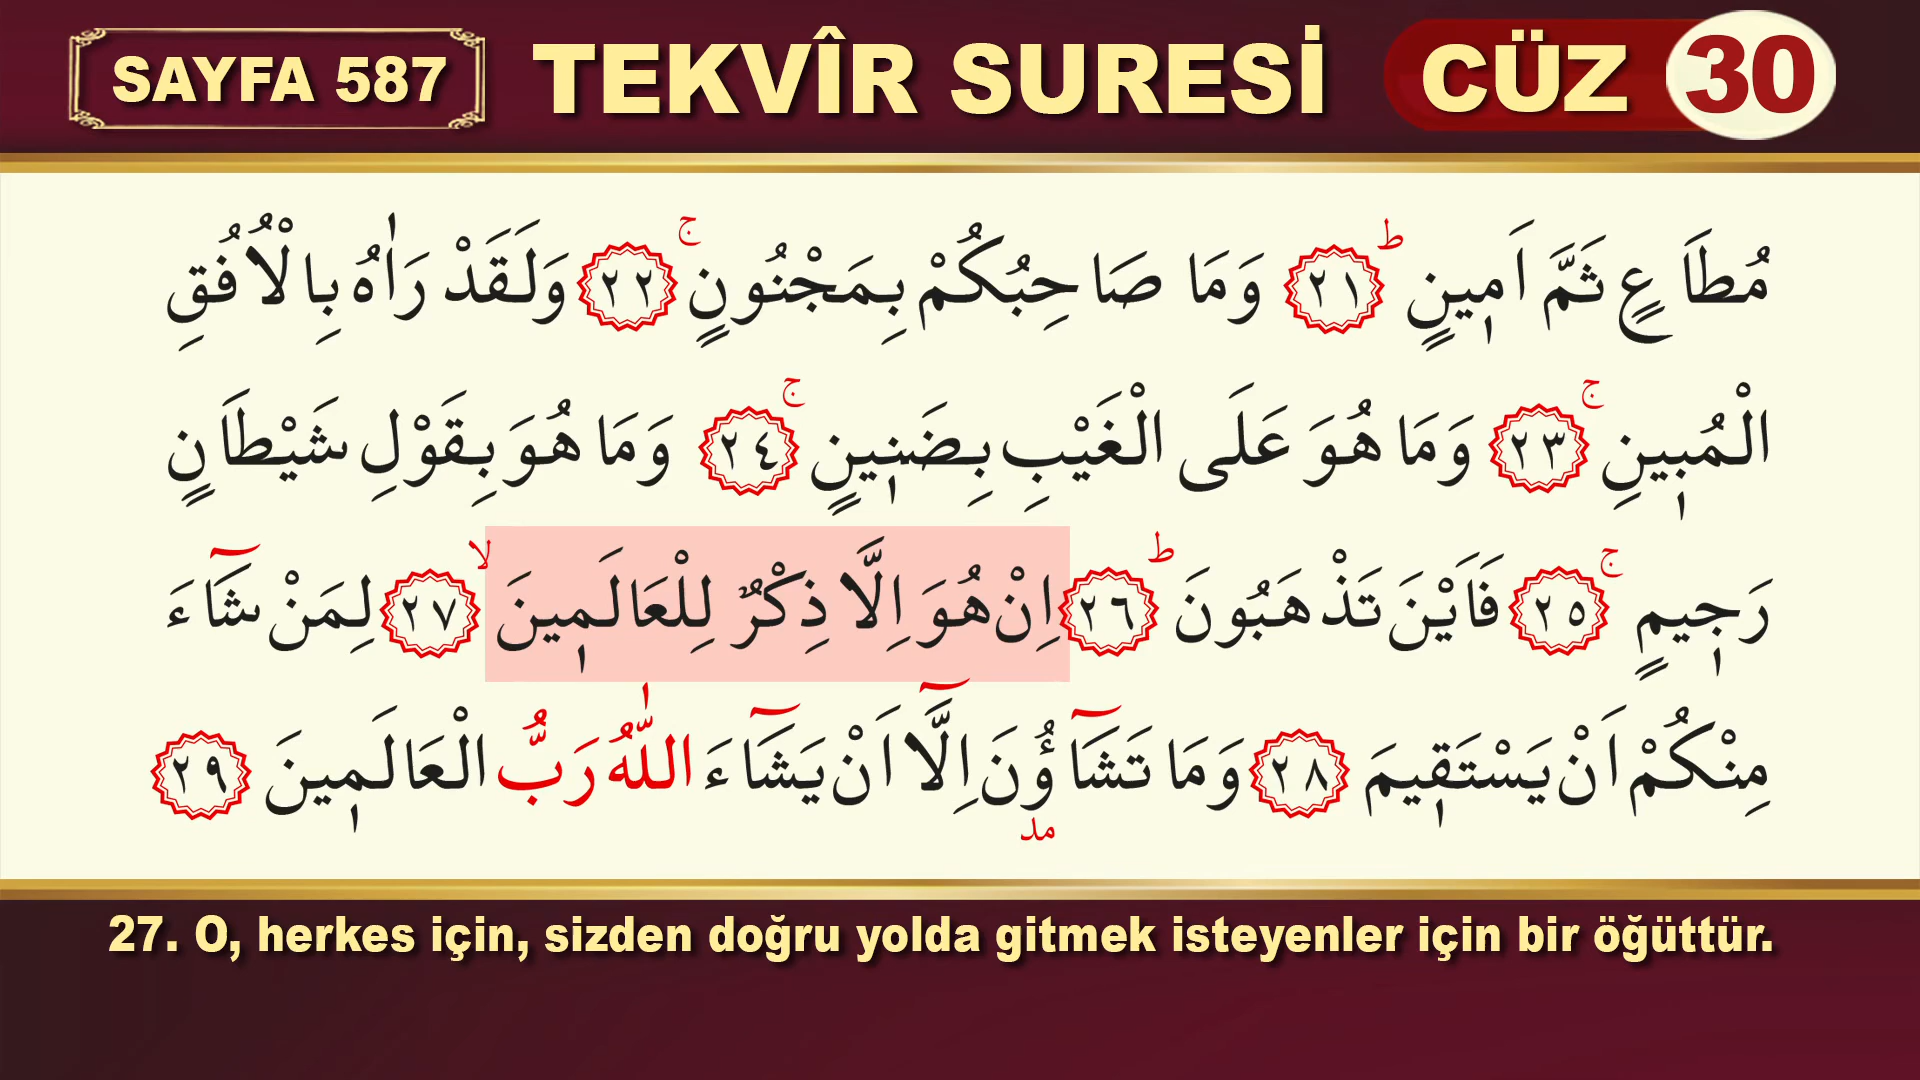 SAYFA 587 TEKVÎR SURESİ CÜZ 30
مُطَاعٍ ثَمَّ اَمٖينٍ ؕ ﴿٢١﴾ وَمَا صَاحِبُكُمْ بِمَجْنُونٍ ۚ ﴿٢٢﴾ وَلَقَدْ رَاٰهُ بِالْاُفُقِ
الْمُبٖينِ ۚ ﴿٢٣﴾ وَمَا هُوَ عَلَى الْغَيْبِ بِضَنٖينٍ ۚ ﴿٢٤﴾ وَمَا هُوَ بِقَوْلِ شَيْطَانٍ
رَجٖيمٍ ۚ ﴿٢٥﴾ فَاَيْنَ تَذْهَبُونَ ؕ ﴿٢٦﴾ اِنْ هُوَ اِلَّا ذِكْرٌ لِلْعَالَمٖينَ ۙ ﴿٢٧﴾ لِمَنْ شَٓاءَ
مِنْكُمْ اَنْ يَسْتَقٖيمَ ﴿٢٨﴾ وَمَا تَشَٓاؤُ۫نَ اِلَّٓا اَنْ يَشَٓاءَ اللّٰهُ رَبُّ الْعَالَمٖينَ ﴿٢٩﴾
مد
27. O, herkes için, sizden doğru yolda gitmek isteyenler için bir öğüttür.